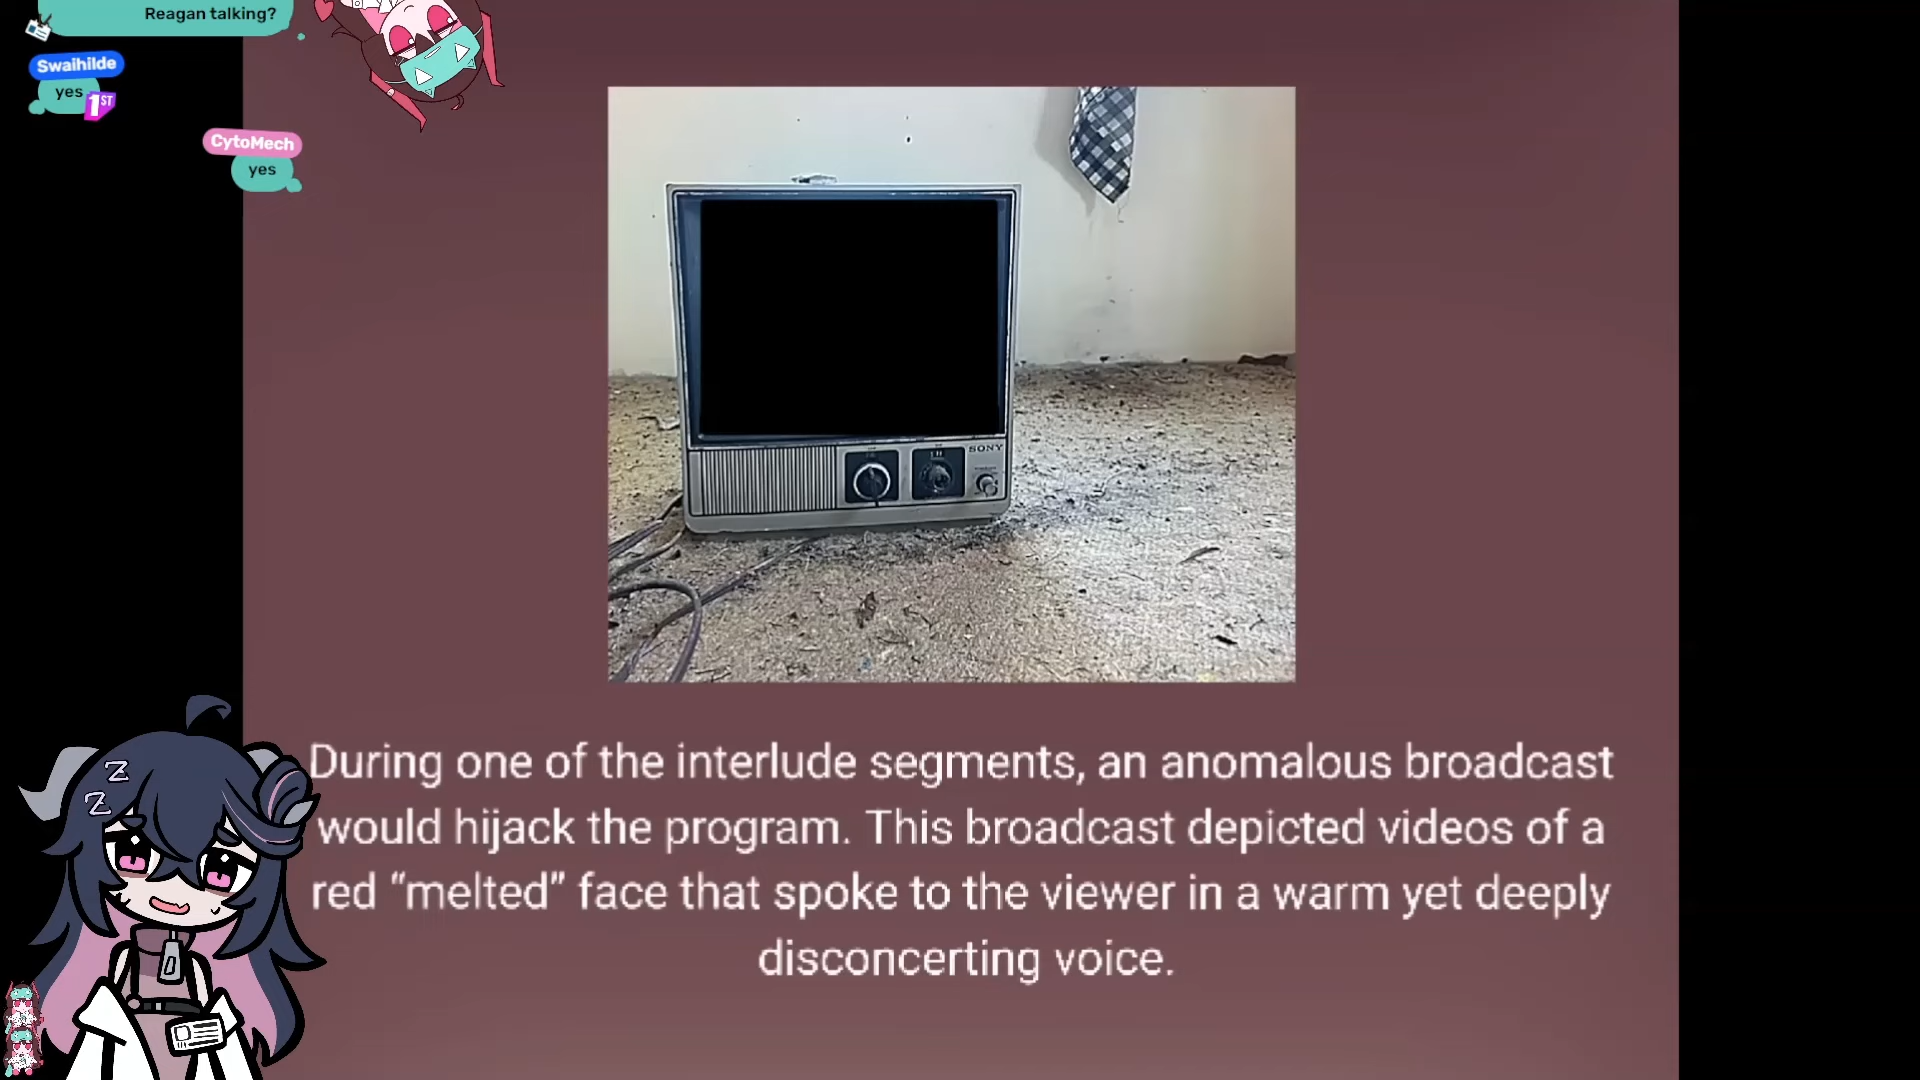 Reagan talking?
Swaihilde
yes
1ST
CytoMech
yes
SONY
During one of the interlude segments, an anomalous broadcast
would hijack the program. This broadcast depicted videos of a
red “melted” face that spoke to the viewer in a warm yet deeply
disconcerting voice.
Z
Z